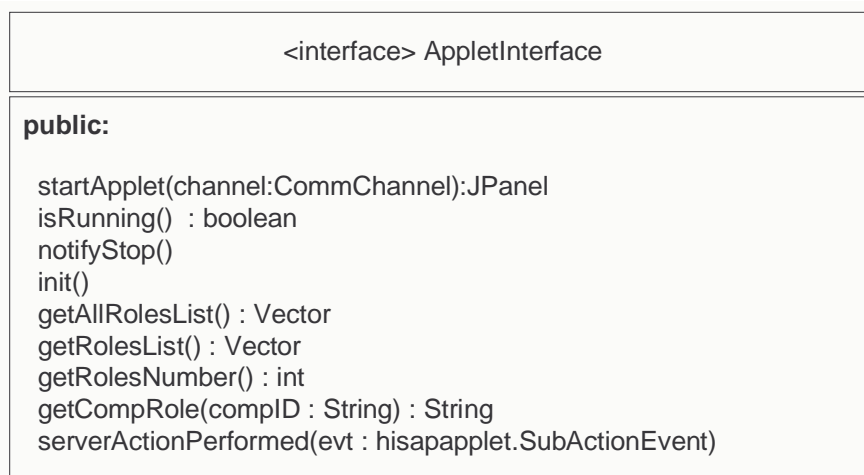 <interface> AppletInterface
public:
startApplet(channel:CommChannel):JPanel
isRunning() : boolean
notifyStop()
init()
getAllRolesList() : Vector
getRolesList() : Vector
getRolesNumber() : int
getCompRole(compID : String) : String
serverActionPerformed(evt : hisapapplet.SubActionEvent)